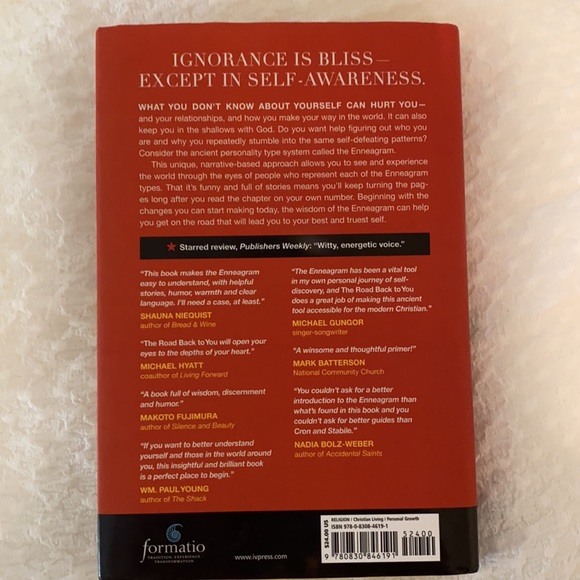 IGNORANCE IS BLISS—
EXCEPT IN SELF-AWARENESS.
WHAT YOU DON'T KNOW ABOUT YOURSELF CAN HURT YOU—
and your relationships, and how you make your way in the world. It can also
keep you in the shallows with God. Do you want help figuring out who you
are and why you repeatedly stumble into the same self-defeating patterns?
Consider the ancient personality type system called the Enneagram.
This unique, narrative-based approach allows you to see and experience
the world through the eyes of people who represent each of the Enneagram
types. That it's funny and full of stories means you'll keep turning the pag-
es long after you read the chapter on your own number. Beginning with the
changes you can start making today, the wisdom of the Enneagram can help
you get on the road that will lead you to your best and truest self.
★ Starred review, Publishers Weekly: "Witty, energetic voice."
"This book makes the Enneagram
easy to understand, with helpful
stories, humor, warmth and clear
language. I'll need a case, at least."
SHAUNA NIEQUIST
author of Bread & Wine
"The Road Back to You will open your
eyes to the depths of your heart."
MICHAEL HYATT
coauthor of Living Forward
"A book full of wisdom, discernment
and humor."
MAKOTO FUJIMURA
author of Silence and Beauty
"If you want to better understand
yourself and those in the world around
you, this insightful and brilliant book
is a perfect place to begin."
WM. PAUL YOUNG
author of The Shack
"The Enneagram has been a vital tool
in my own personal journey of self-
discovery, and The Road Back to You
does a great job of making this ancient
tool accessible for the modern Christian."
MICHAEL GUNGOR
singer-songwriter
"A winsome and thoughtful primer!"
MARK BATTERSON
National Community Church
"You couldn't ask for a better
introduction to the Enneagram than
what's found in this book and you
couldn't ask for better guides than
Cron and Stabile."
NADIA BOLZ-WEBER
author of Accidental Saints
formatio
TRADITION. EXPERIENCE.
TRANSFORMATION.
www.ivpress.com
RELIGION / Christian Living / Personal Growth
ISBN 978-0-8308-4619-1
$24.00 US
52400
9 780830 846191